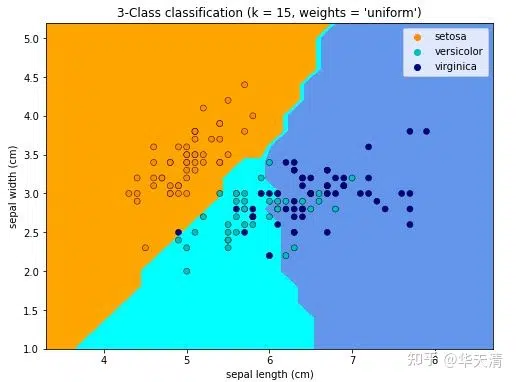 3-Class classification (k = 15, weights = 'uniform')
setosa
versicolor
virginica
sepal width (cm)
5.0
4.5
4.0
3.5
3.0
2.5
2.0
1.5
1.0
4
5
6
7
8
sepal length (cm)
知乎 @华天清